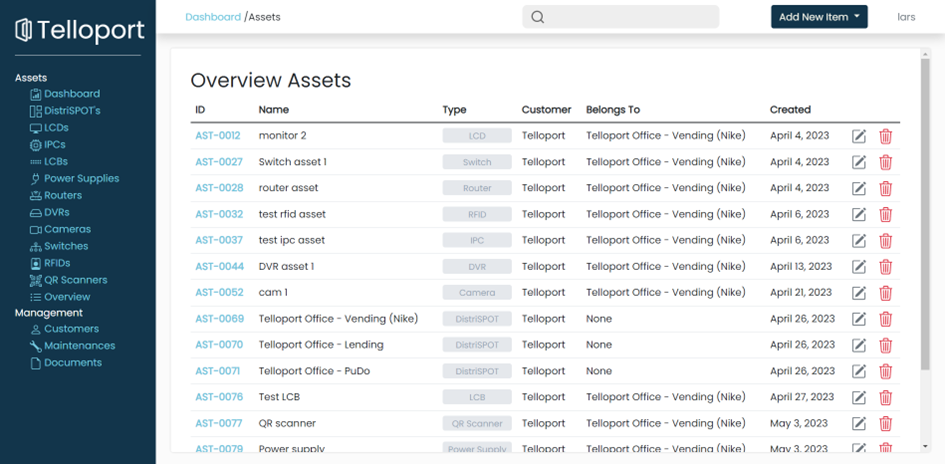 Telloport
Dashboard /Assets
Add New Item
lars
Assets
Dashboard
DistriSPOT's
LCDs
IPCs
LCBs
Power Supplies
Routers
DVRs
Cameras
Switches
RFIDs
QR Scanners
Overview
Management
Customers
Maintenances
Documents
Overview Assets
ID Name Type Customer Belongs To Created
AST-0012 monitor 2 LCD Telloport Telloport Office - Vending (Nike) April 4, 2023
AST-0027 Switch asset 1 Switch Telloport Telloport Office - Vending (Nike) April 4, 2023
AST-0028 router asset Router Telloport Telloport Office - Vending (Nike) April 4, 2023
AST-0032 test rfid asset RFID Telloport Telloport Office - Vending (Nike) April 6, 2023
AST-0037 test ipc asset IPC Telloport Telloport Office - Vending (Nike) April 6, 2023
AST-0044 DVR asset 1 DVR Telloport Telloport Office - Vending (Nike) April 13, 2023
AST-0052 cam 1 Camera Telloport Telloport Office - Vending (Nike) April 21, 2023
AST-0069 Telloport Office - Vending (Nike) DistriSPOT Telloport None April 26, 2023
AST-0070 Telloport Office - Lending DistriSPOT Telloport None April 26, 2023
AST-0071 Telloport Office - PuDo DistriSPOT Telloport None April 26, 2023
AST-0076 Test LCB LCB Telloport Telloport Office - Vending (Nike) April 27, 2023
AST-0077 QR scanner QR Scanner Telloport Telloport Office - Vending (Nike) May 3, 2023
AST-0079 Power supply Power Supply Telloport Telloport Office - Vending (Nike) May 3, 2023